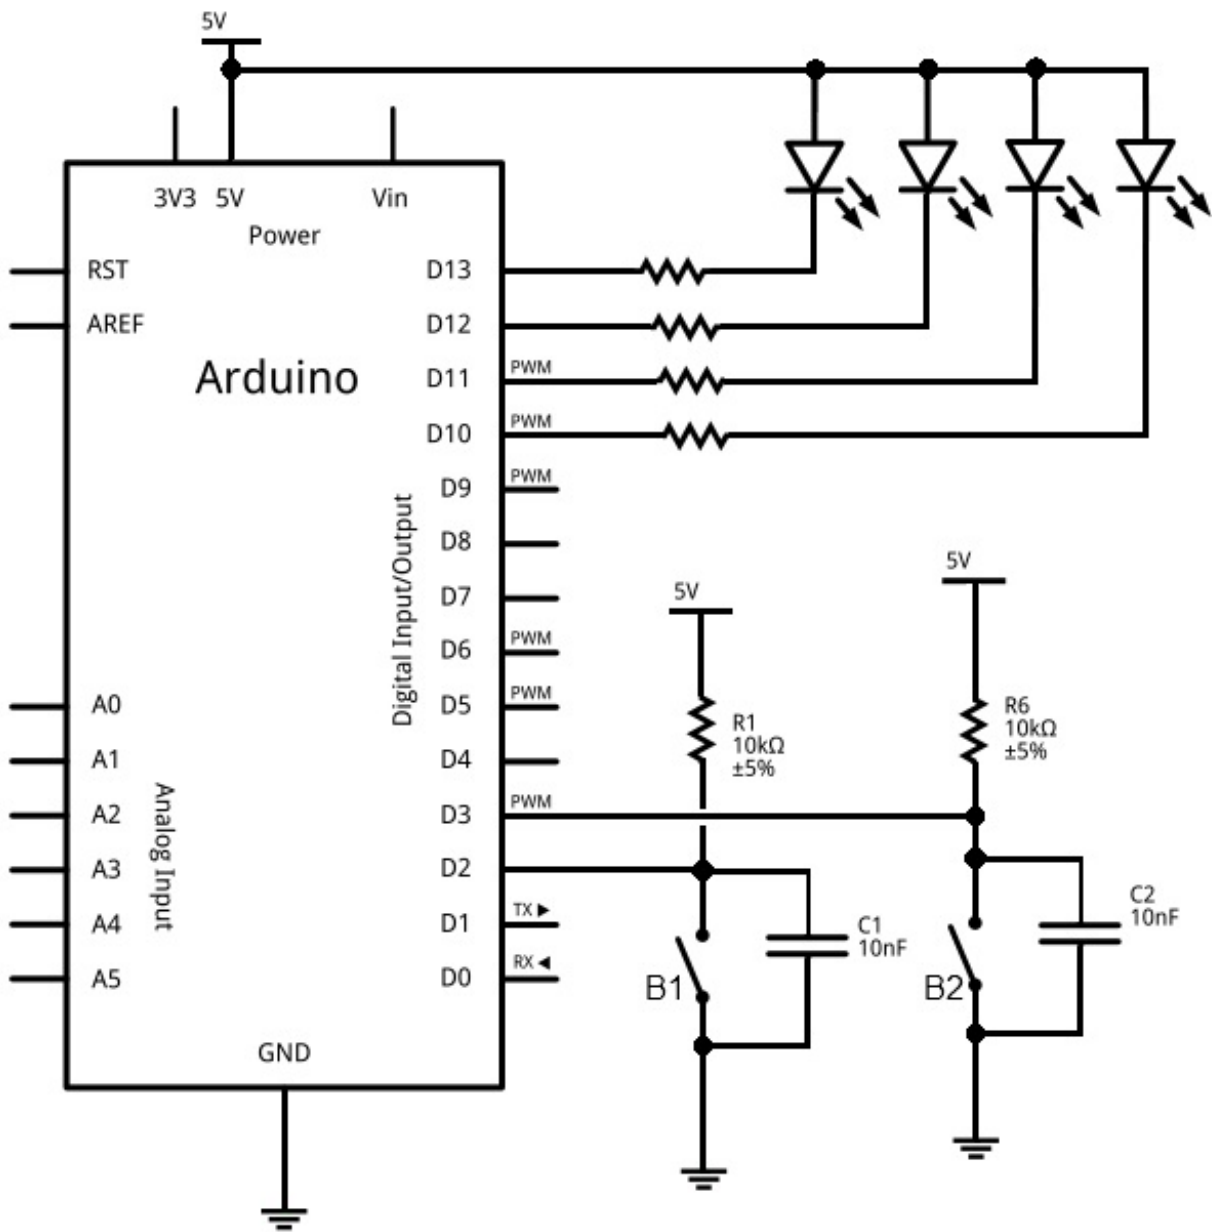 5V
3V3 5V Vin
Power
RST
AREF
Arduino
D13
D12
D11 PWM
D10 PWM
D9 PWM
D8
D7
D6 PWM
D5 PWM
D4
D3 PWM
D2
D1 TX ▶
D0 RX ◀
Digital Input/Output
A0
A1
A2
A3
A4
A5
Analog Input
GND
5V
R1
10kΩ
±5%
C1
10nF
B1
5V
R6
10kΩ
±5%
C2
10nF
B2